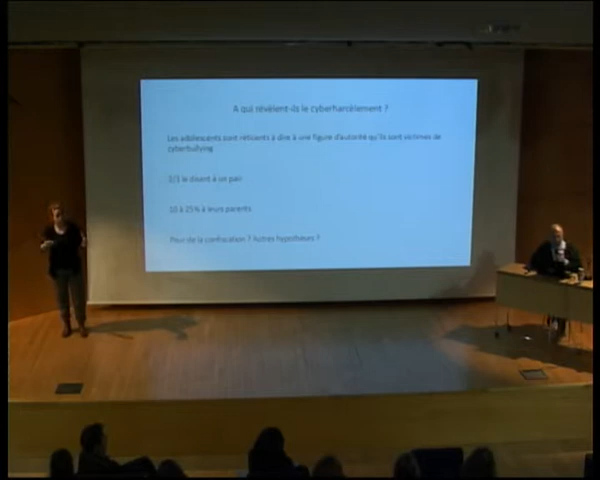 A qui révèlent-ils le cyberharcèlement ?
Les adolescents sont réticents à dire à une figure d'autorité qu'ils sont victimes de
cyberbullying
2/3 le disent à un pair
10 à 25% à leurs parents
Peur de la confiscation ? Autres hypothèses ?